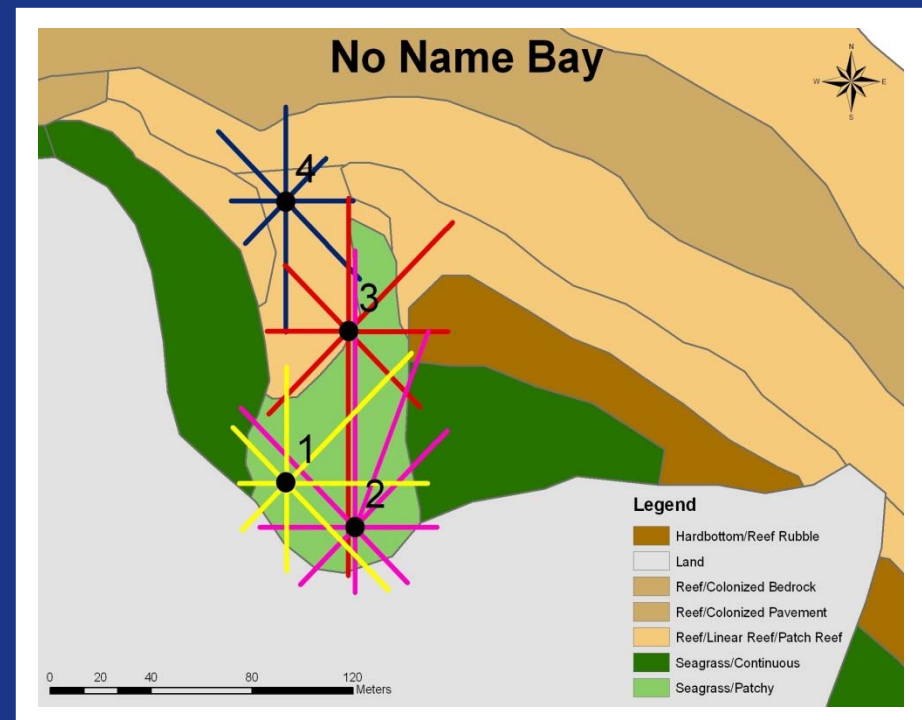 No Name Bay
N
W E
S
4
3
1
2
Legend
Hardbottom/Reef Rubble
Land
Reef/Colonized Bedrock
Reef/Colonized Pavement
Reef/Linear Reef/Patch Reef
Seagrass/Continuous
Seagrass/Patchy
0 20 40 80 120
Meters